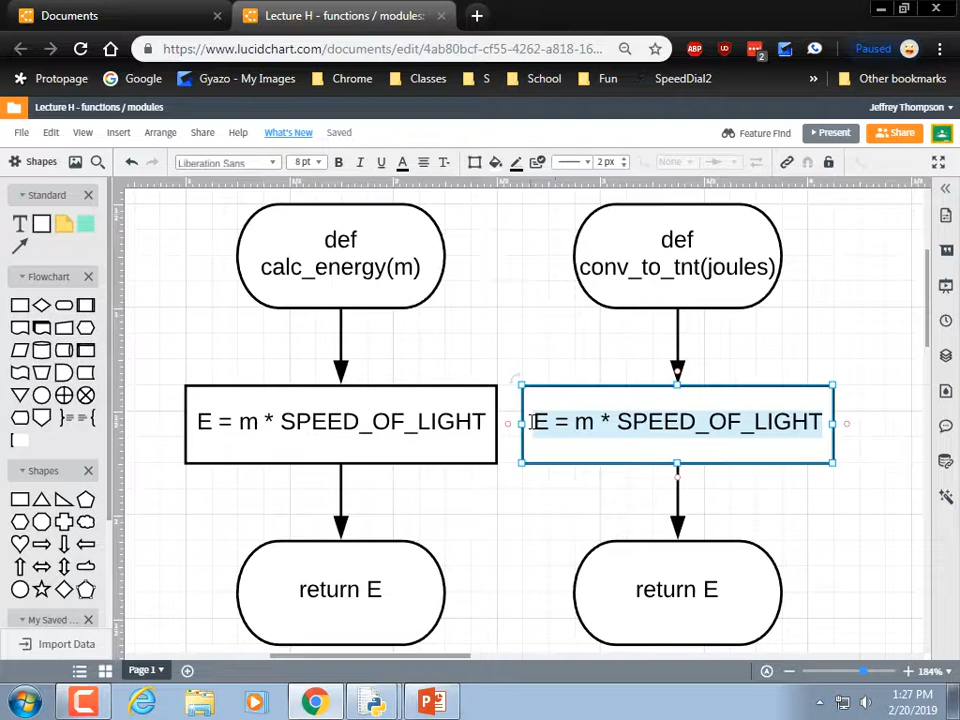 Documents
Lecture H - functions / modules:
https://www.lucidchart.com/documents/edit/4ab80bcf-cf55-4262-a818-16...
ABP
2
Paused
Protopage
Google
Gyazo - My Images
Chrome
Classes
S
School
Fun
SpeedDial2
»
Other bookmarks
Lecture H - functions / modules
Jeffrey Thompson
File
Edit
View
Insert
Arrange
Share
Help
What's New
Saved
Feature Find
Present
Share
Shapes
Liberation Sans
8 pt
B
I
U
A
T
2 px
None
Standard
T
Flowchart
Shapes
My Saved
Import Data
def
calc_energy(m)
E = m * SPEED_OF_LIGHT
return E
def
conv_to_tnt(joules)
E = m * SPEED_OF_LIGHT
return E
Page 1
184%
1:27 PM
2/20/2019